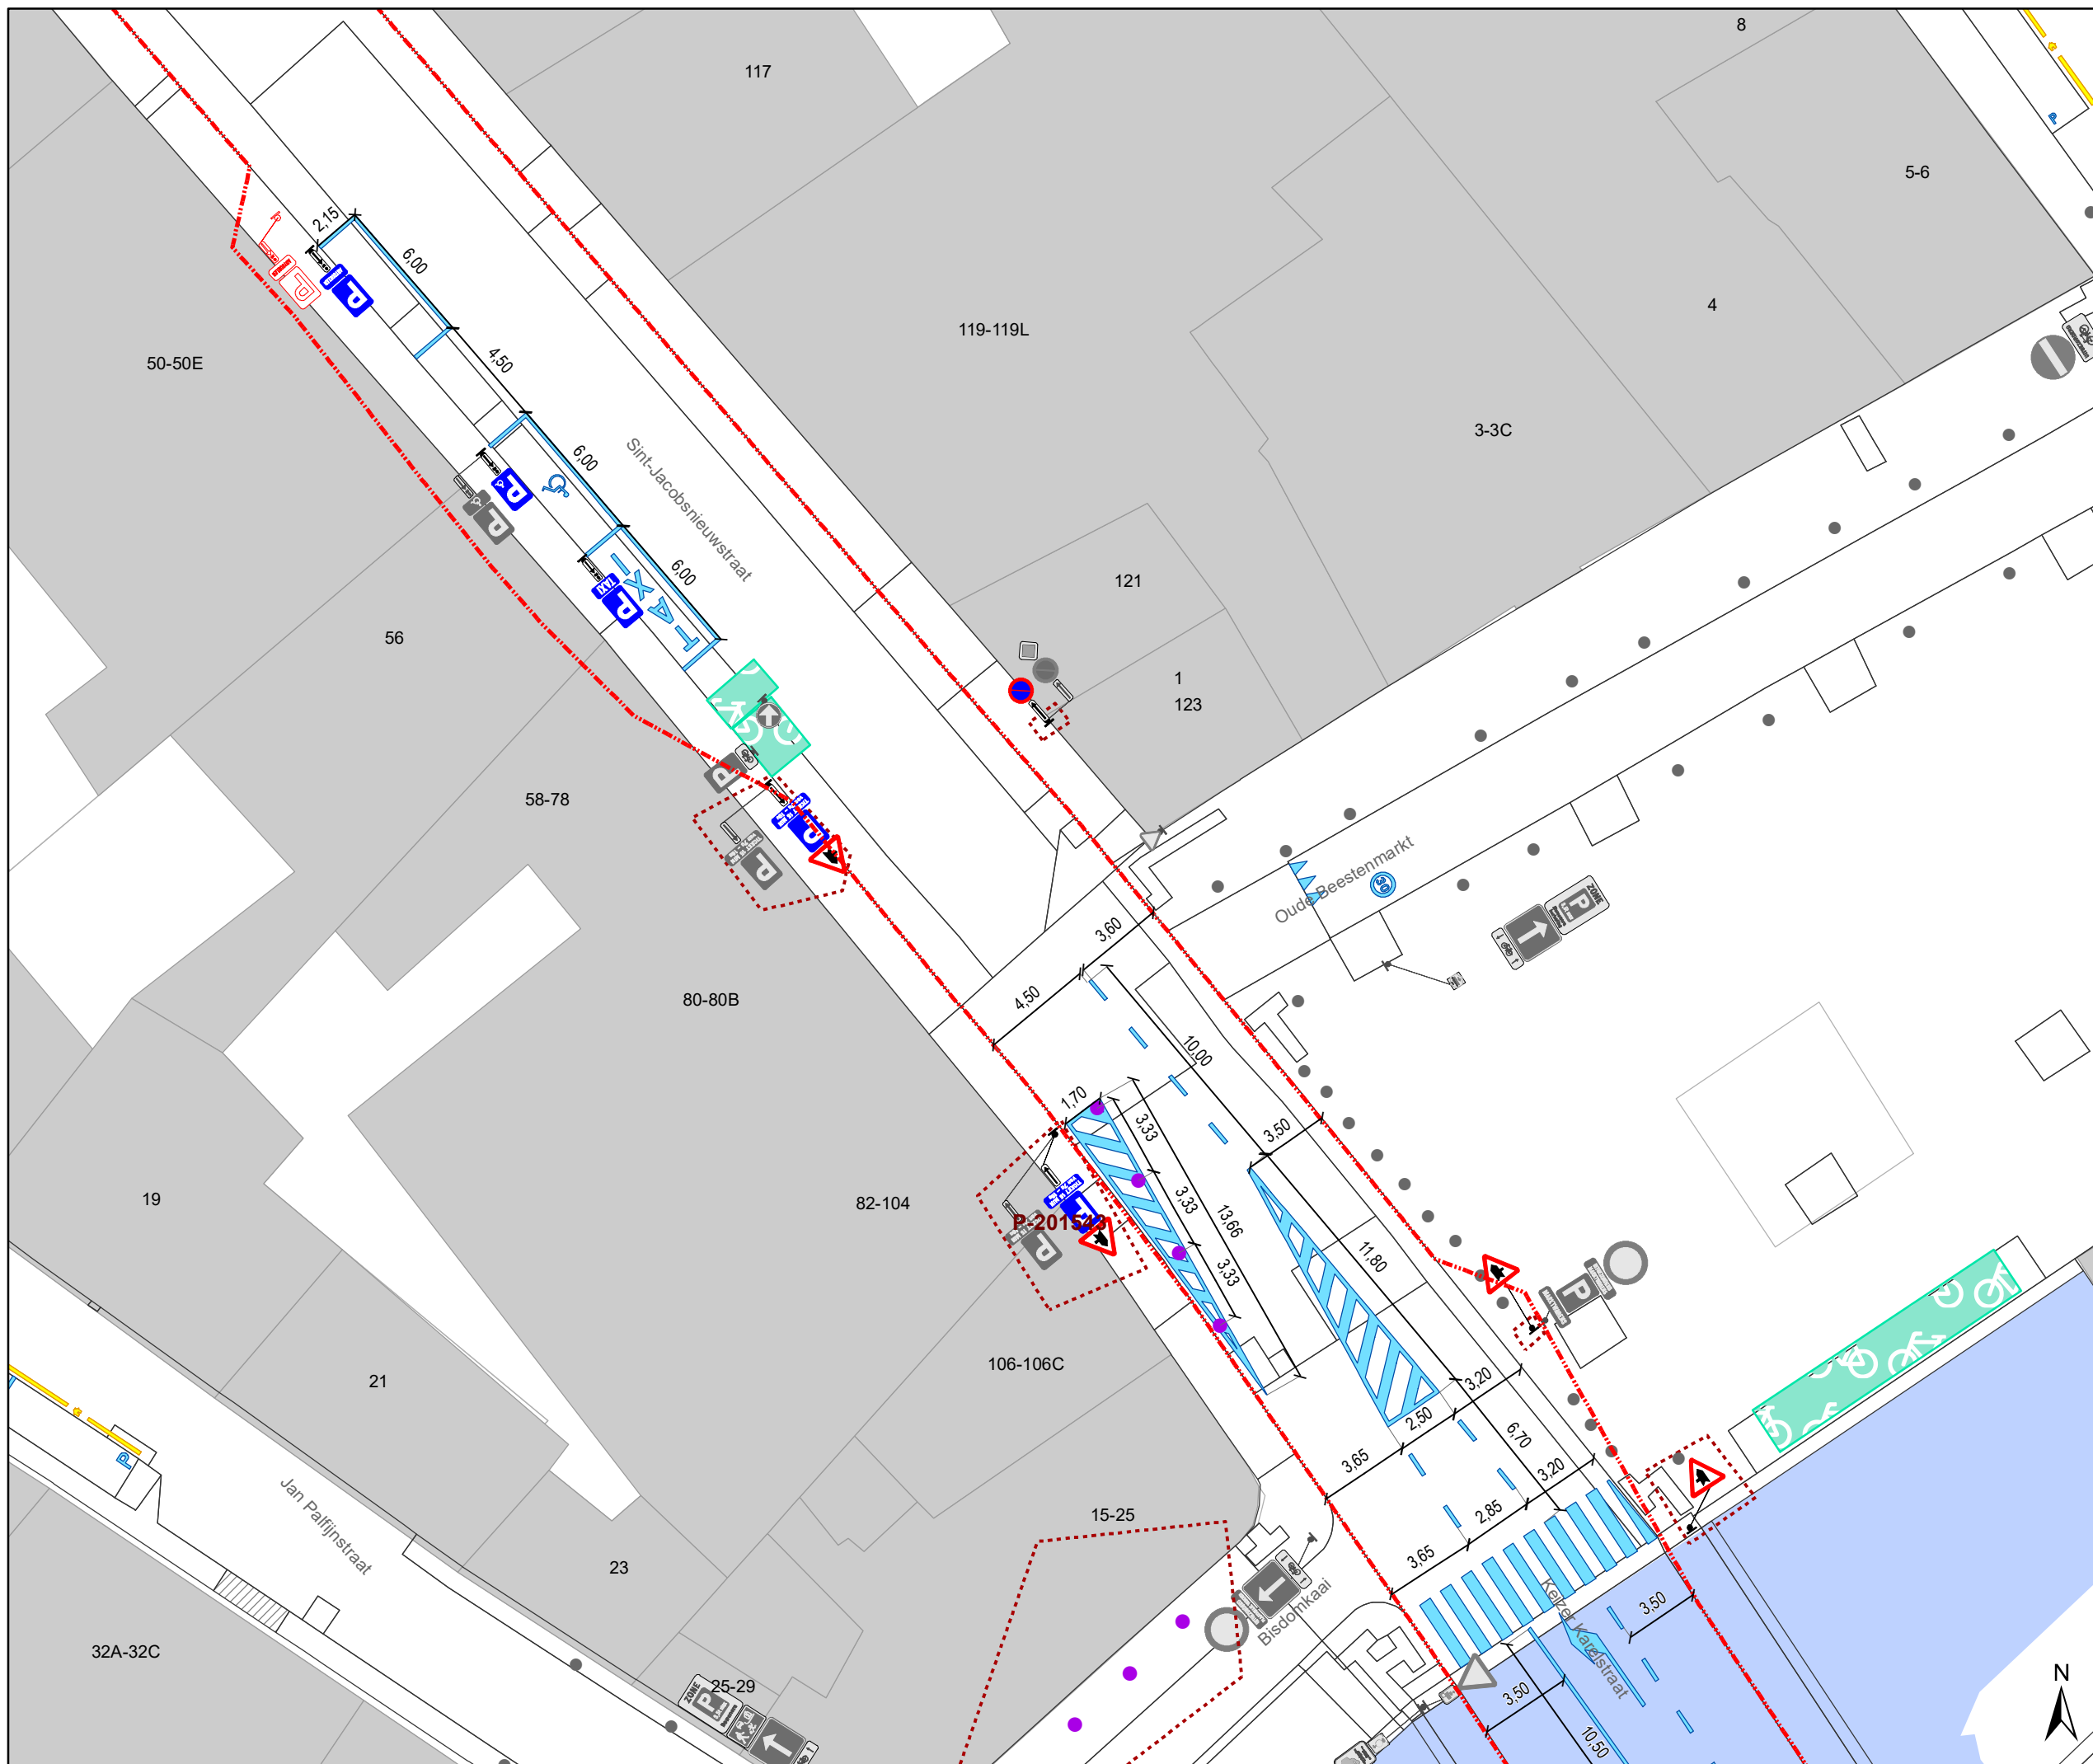 8
117
5-6
2,15
6,00
4
119-119L
50-50E
4,50
3-3C
6,00
Sint-Jacobsnieuwstraat
P
P
P
P
P
TAXI
P
TAXI
6,00
121
56
1
123
P
58-78
P
P
Oude Beestenmarkt
30
ZONE
P
3,60
80-80B
4,50
10,00
1,70
3,33
3,50
19
82-104
3,33
13,66
P-201543
P
11,80
3,33
P
106-106C
21
3,20
2,50
6,70
3,65
3,20
P
Jan Palfijnstraat
15-25
2,85
3,65
23
Keizer Karelstraat
3,50
Bisdomkaai
32A-32C
25-29
ZONE
P
3,50
10,50
N